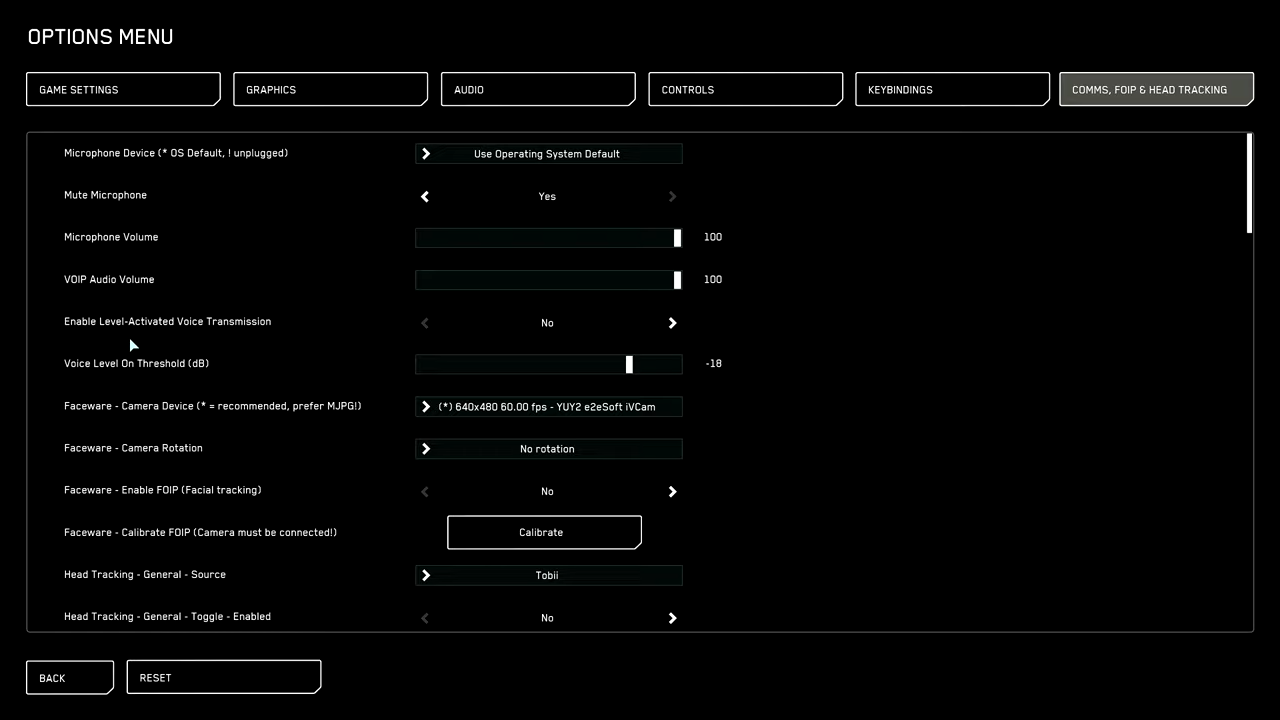 OPTIONS MENU
GAME SETTINGS
GRAPHICS
AUDIO
CONTROLS
KEYBINDINGS
COMMS, FOIP & HEAD TRACKING
Microphone Device (* OS Default, ! unplugged)
Use Operating System Default
Mute Microphone
Yes
Microphone Volume
100
VOIP Audio Volume
100
Enable Level-Activated Voice Transmission
No
Voice Level On Threshold (dB)
-18
Faceware - Camera Device (* = recommended, prefer MJPG!)
(*) 640x480 60.00 fps - YUY2 e2eSoft iVCam
Faceware - Camera Rotation
No rotation
Faceware - Enable FOIP (Facial tracking)
No
Faceware - Calibrate FOIP (Camera must be connected!)
Calibrate
Head Tracking - General - Source
Tobii
Head Tracking - General - Toggle - Enabled
No
BACK
RESET